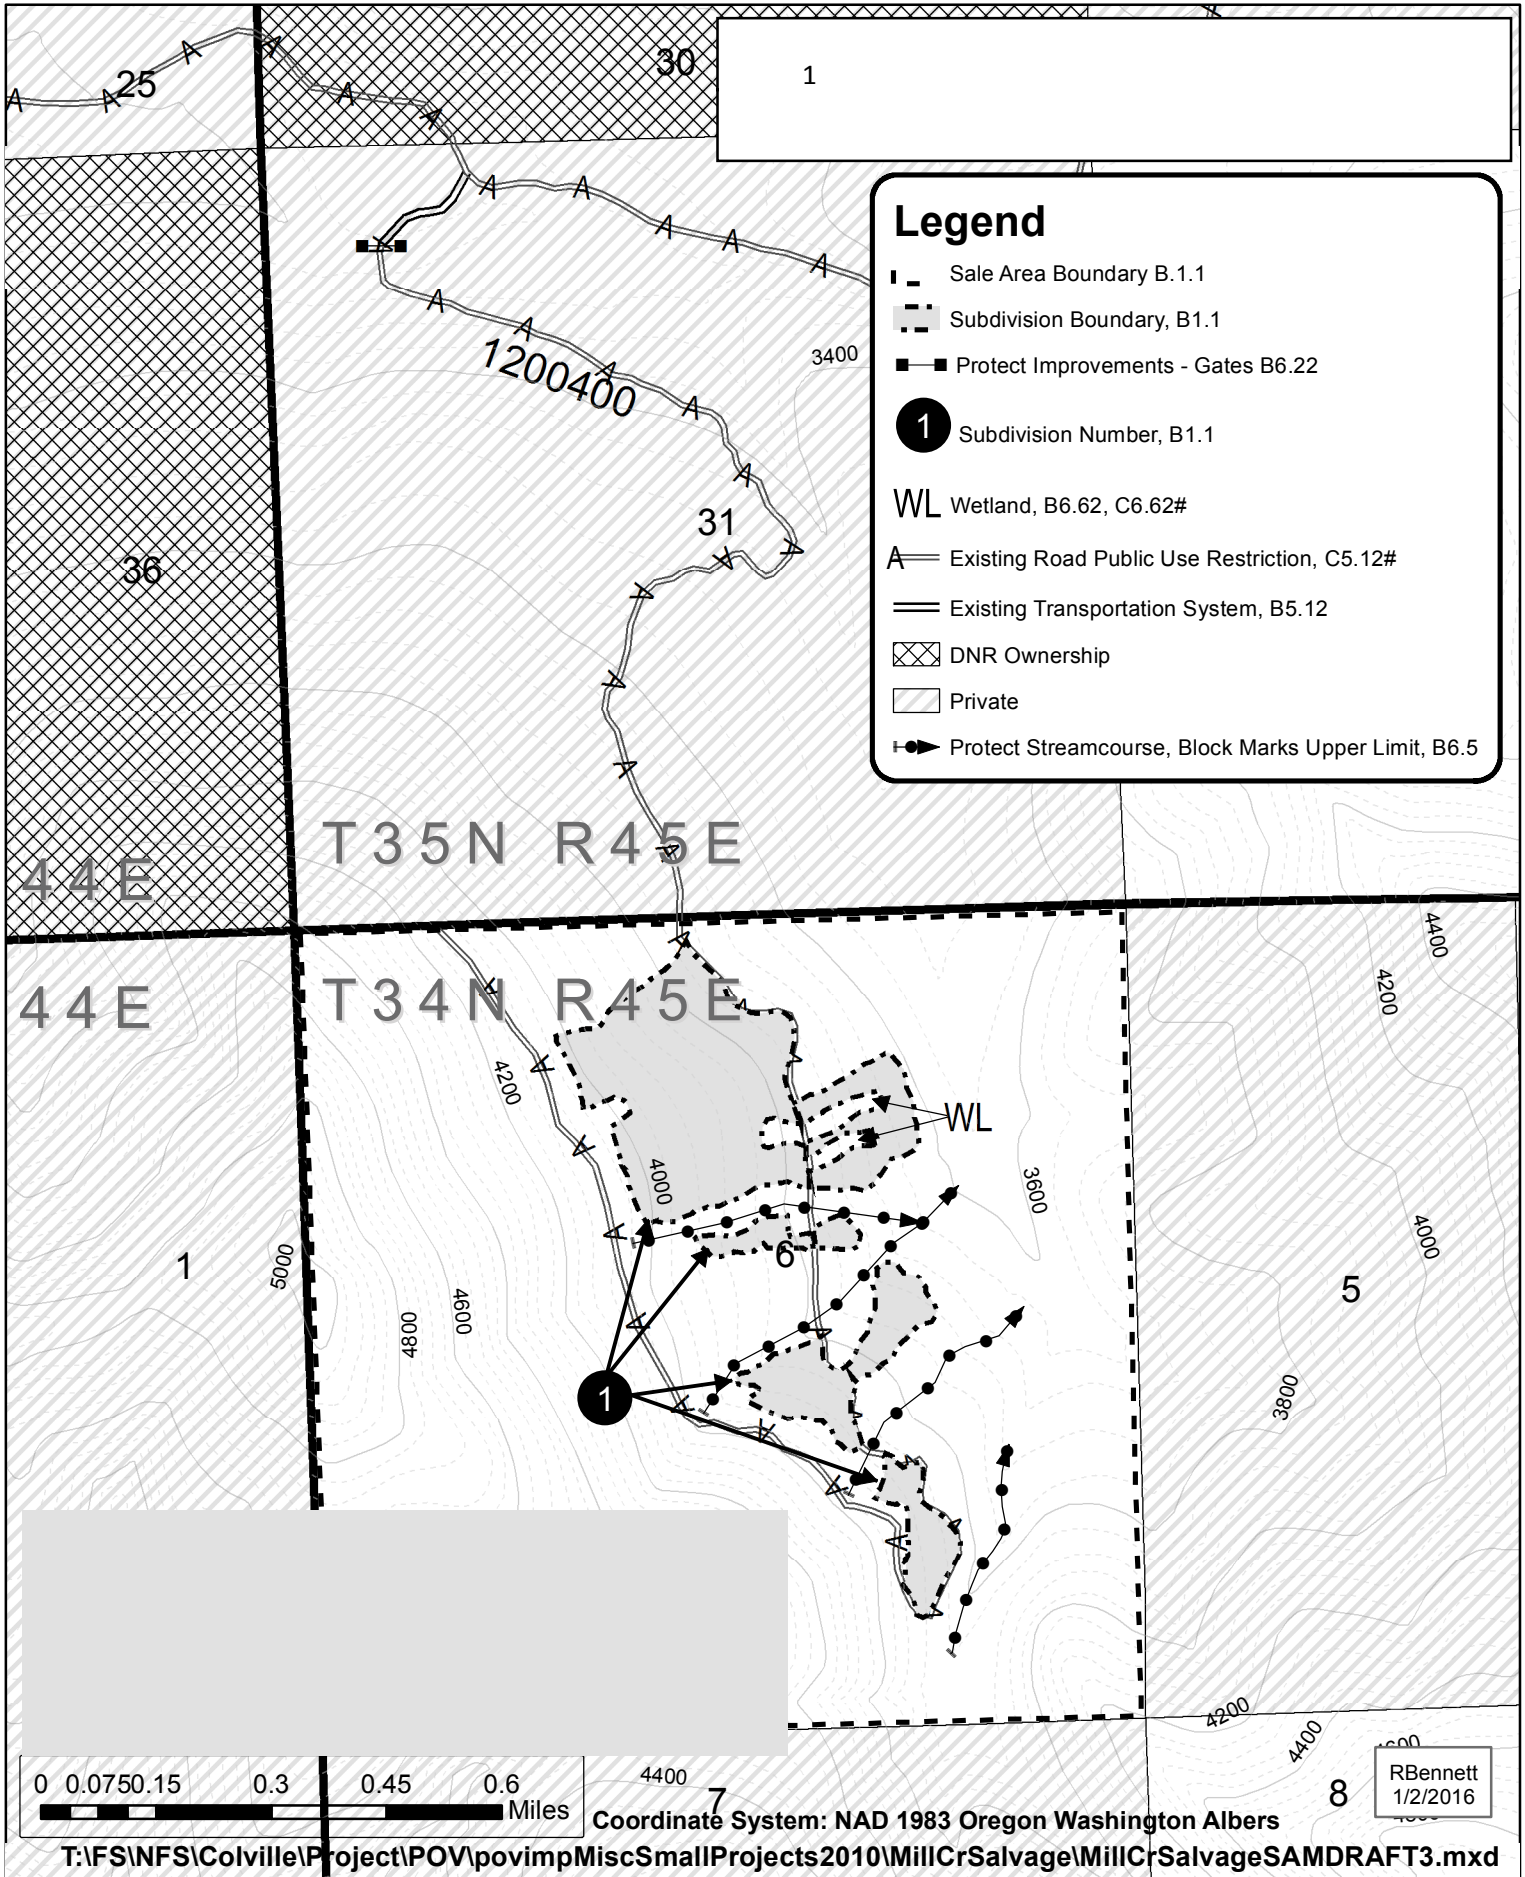 30
1
25
Legend
Sale Area Boundary B.1.1
Subdivision Boundary, B1.1
Protect Improvements - Gates B6.22
1 Subdivision Number, B1.1
WL Wetland, B6.62, C6.62#
A Existing Road Public Use Restriction, C5.12#
Existing Transportation System, B5.12
DNR Ownership
Private
Protect Streamcourse, Block Marks Upper Limit, B6.5
A A A A A A
A A A A A
A A A A A
A A A A A
A A
1200400
3400
31
36
T35N R45E
44E
4400
4200
T34N R45E
44E
A A A A A
4200
WL
4000
3600
4000
A
6
1
5000
5
4800
4600
A A
3800
1
A A A A
A A A A
4200
4400
4600
0 0.075 0.15 0.3 0.45 0.6
Miles
4400
7
8
RBennett
1/2/2016
Coordinate System: NAD 1983 Oregon Washington Albers
T:\FS\NFS\Colville\Project\POV\povimpMiscSmallProjects2010\MillCrSalvage\MillCrSalvageSAMDRAFT3.mxd